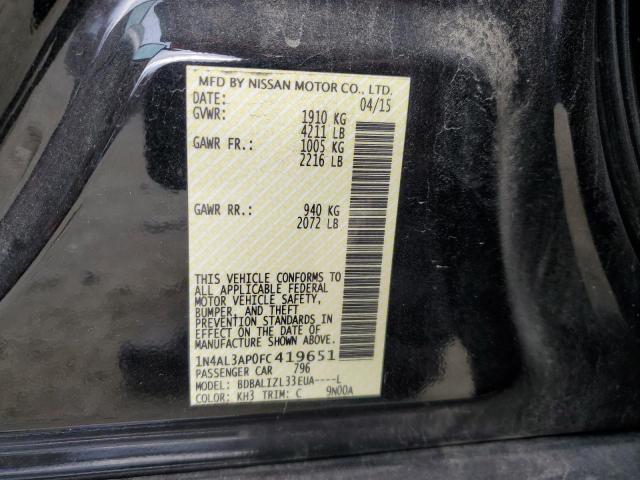 MFD BY NISSAN MOTOR CO., LTD.
DATE: 04/15
GVWR: 1910 KG
4211 LB
GAWR FR.: 1005 KG
2216 LB
GAWR RR.: 940 KG
2072 LB
THIS VEHICLE CONFORMS TO
ALL APPLICABLE FEDERAL
MOTOR VEHICLE SAFETY,
BUMPER, AND THEFT
PREVENTION STANDARDS IN
EFFECT ON THE DATE OF
MANUFACTURE SHOWN ABOVE.
1N4AL3AP0FC419651
PASSENGER CAR 796
MODEL: BDBALIZL33EUA----L
COLOR: KH3 TRIM: C 9N00A